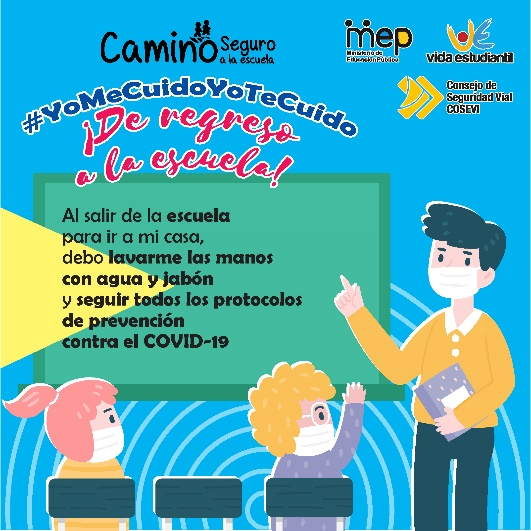 Camino Seguro
a la escuela
mep
Ministerio de
Educación Pública
vida estudiantil
Consejo de
Seguridad Vial
COSEVI
#YoMeCuidoYoTeCuido
¡De regreso
a la escuela!
Al salir de la escuela
para ir a mi casa,
debo lavarme las manos
con agua y jabón
y seguir todos los protocolos
de prevención
contra el COVID-19